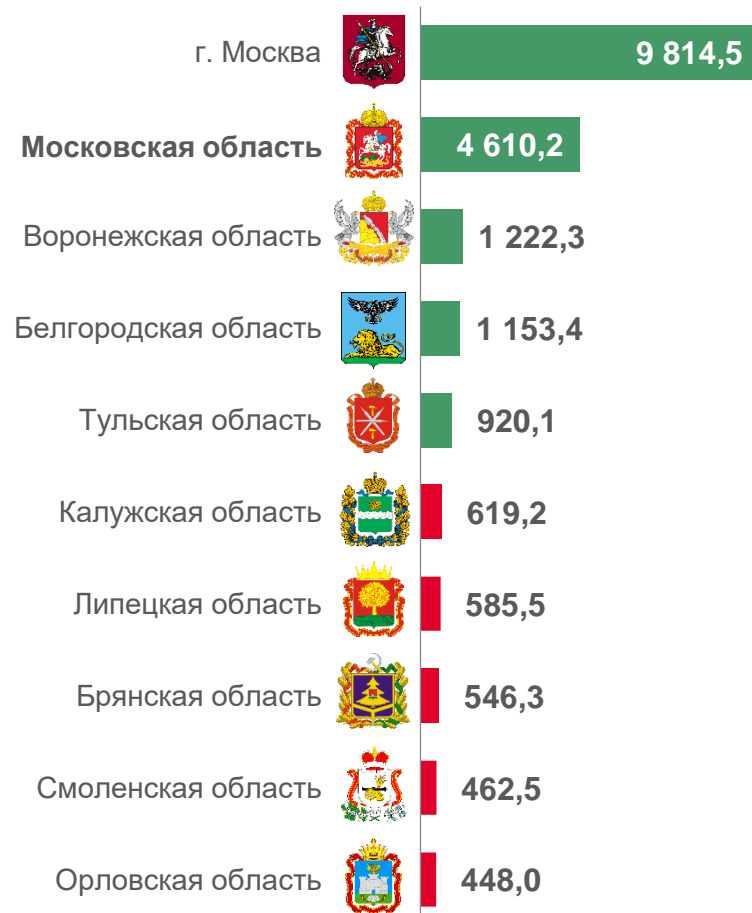 г. Москва 9 814,5
Московская область 4 610,2
Воронежская область 1 222,3
Белгородская область 1 153,4
Тульская область 920,1
Калужская область 619,2
Липецкая область 585,5
Брянская область 546,3
Смоленская область 462,5
Орловская область 448,0